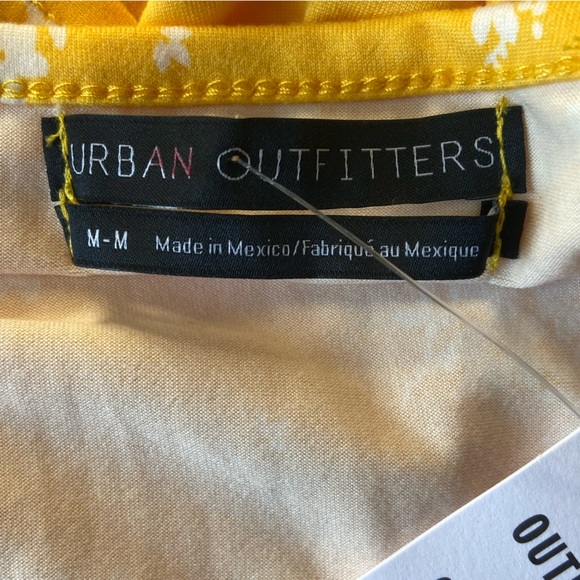 URBAN OUTFITTERS
M-M Made in Mexico/Fabriqué au Mexique
OUT